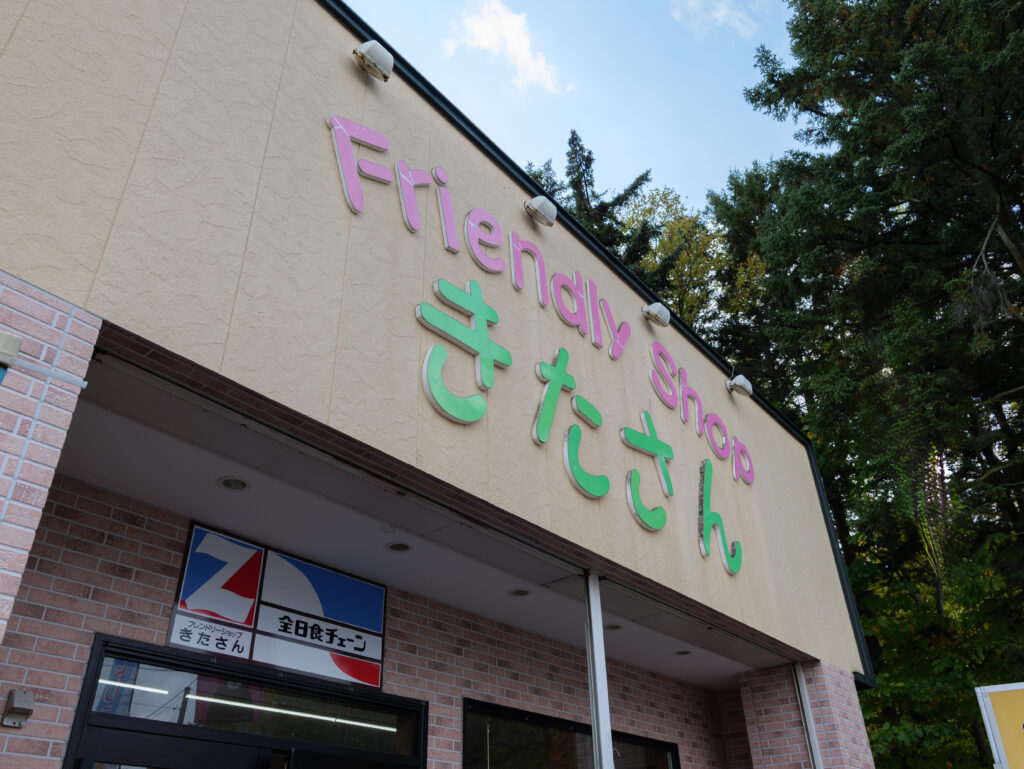 Friendly Shop
きたさん
フレンドリーショップ
きたさん
全日食チェーン